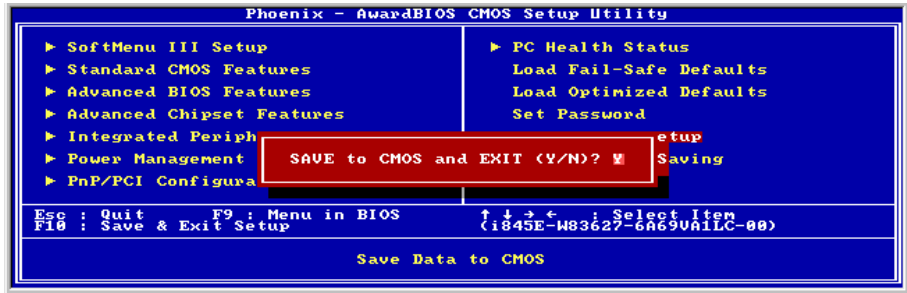 Phoenix - AwardBIOS CMOS Setup Utility
► SoftMenu III Setup
► Standard CMOS Features
► Advanced BIOS Features
► Advanced Chipset Features
► Integrated Periph
► Power Management
► PnP/PCI Configura
► PC Health Status
Load Fail-Safe Defaults
Load Optimized Defaults
Set Password
etup
Saving
SAVE to CMOS and EXIT (Y/N)? Y
Esc : Quit F9 : Menu in BIOS ↑ ↓ → ← : Select Item
F10 : Save & Exit Setup (i845E-W83627-6A69VA1LC-00)
Save Data to CMOS